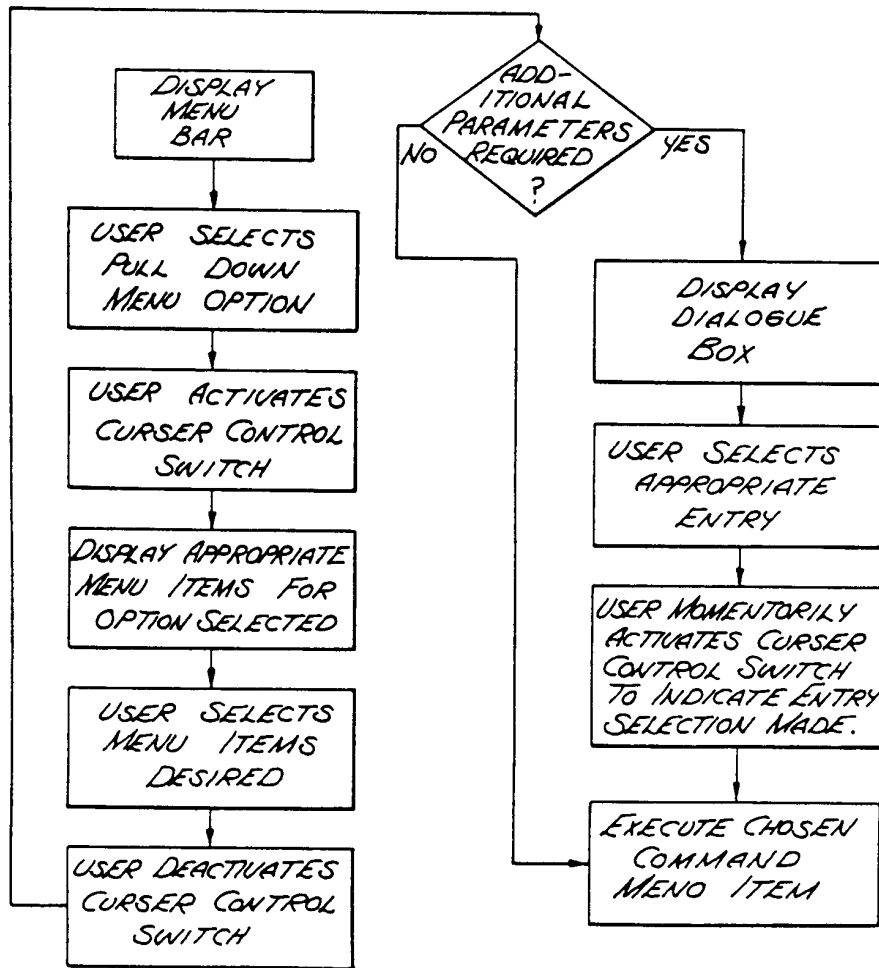 DISPLAY
MENU
BAR
USER SELECTS
PULL DOWN
MENU OPTION
USER ACTIVATES
CURSER CONTROL
SWITCH
DISPLAY APPROPRIATE
MENU ITEMS FOR
OPTION SELECTED
USER SELECTS
MENU ITEMS
DESIRED
USER DEACTIVATES
CURSER CONTROL
SWITCH
ADD-
ITIONAL
PARAMETERS
REQUIRED
?
NO
YES
DISPLAY
DIALOGUE
BOX
USER SELECTS
APPROPRIATE
ENTRY
USER MOMENTORILY
ACTIVATES CURSER
CONTROL SWITCH
TO INDICATE ENTRY
SELECTION MADE.
EXECUTE CHOSEN
COMMAND
MENO ITEM